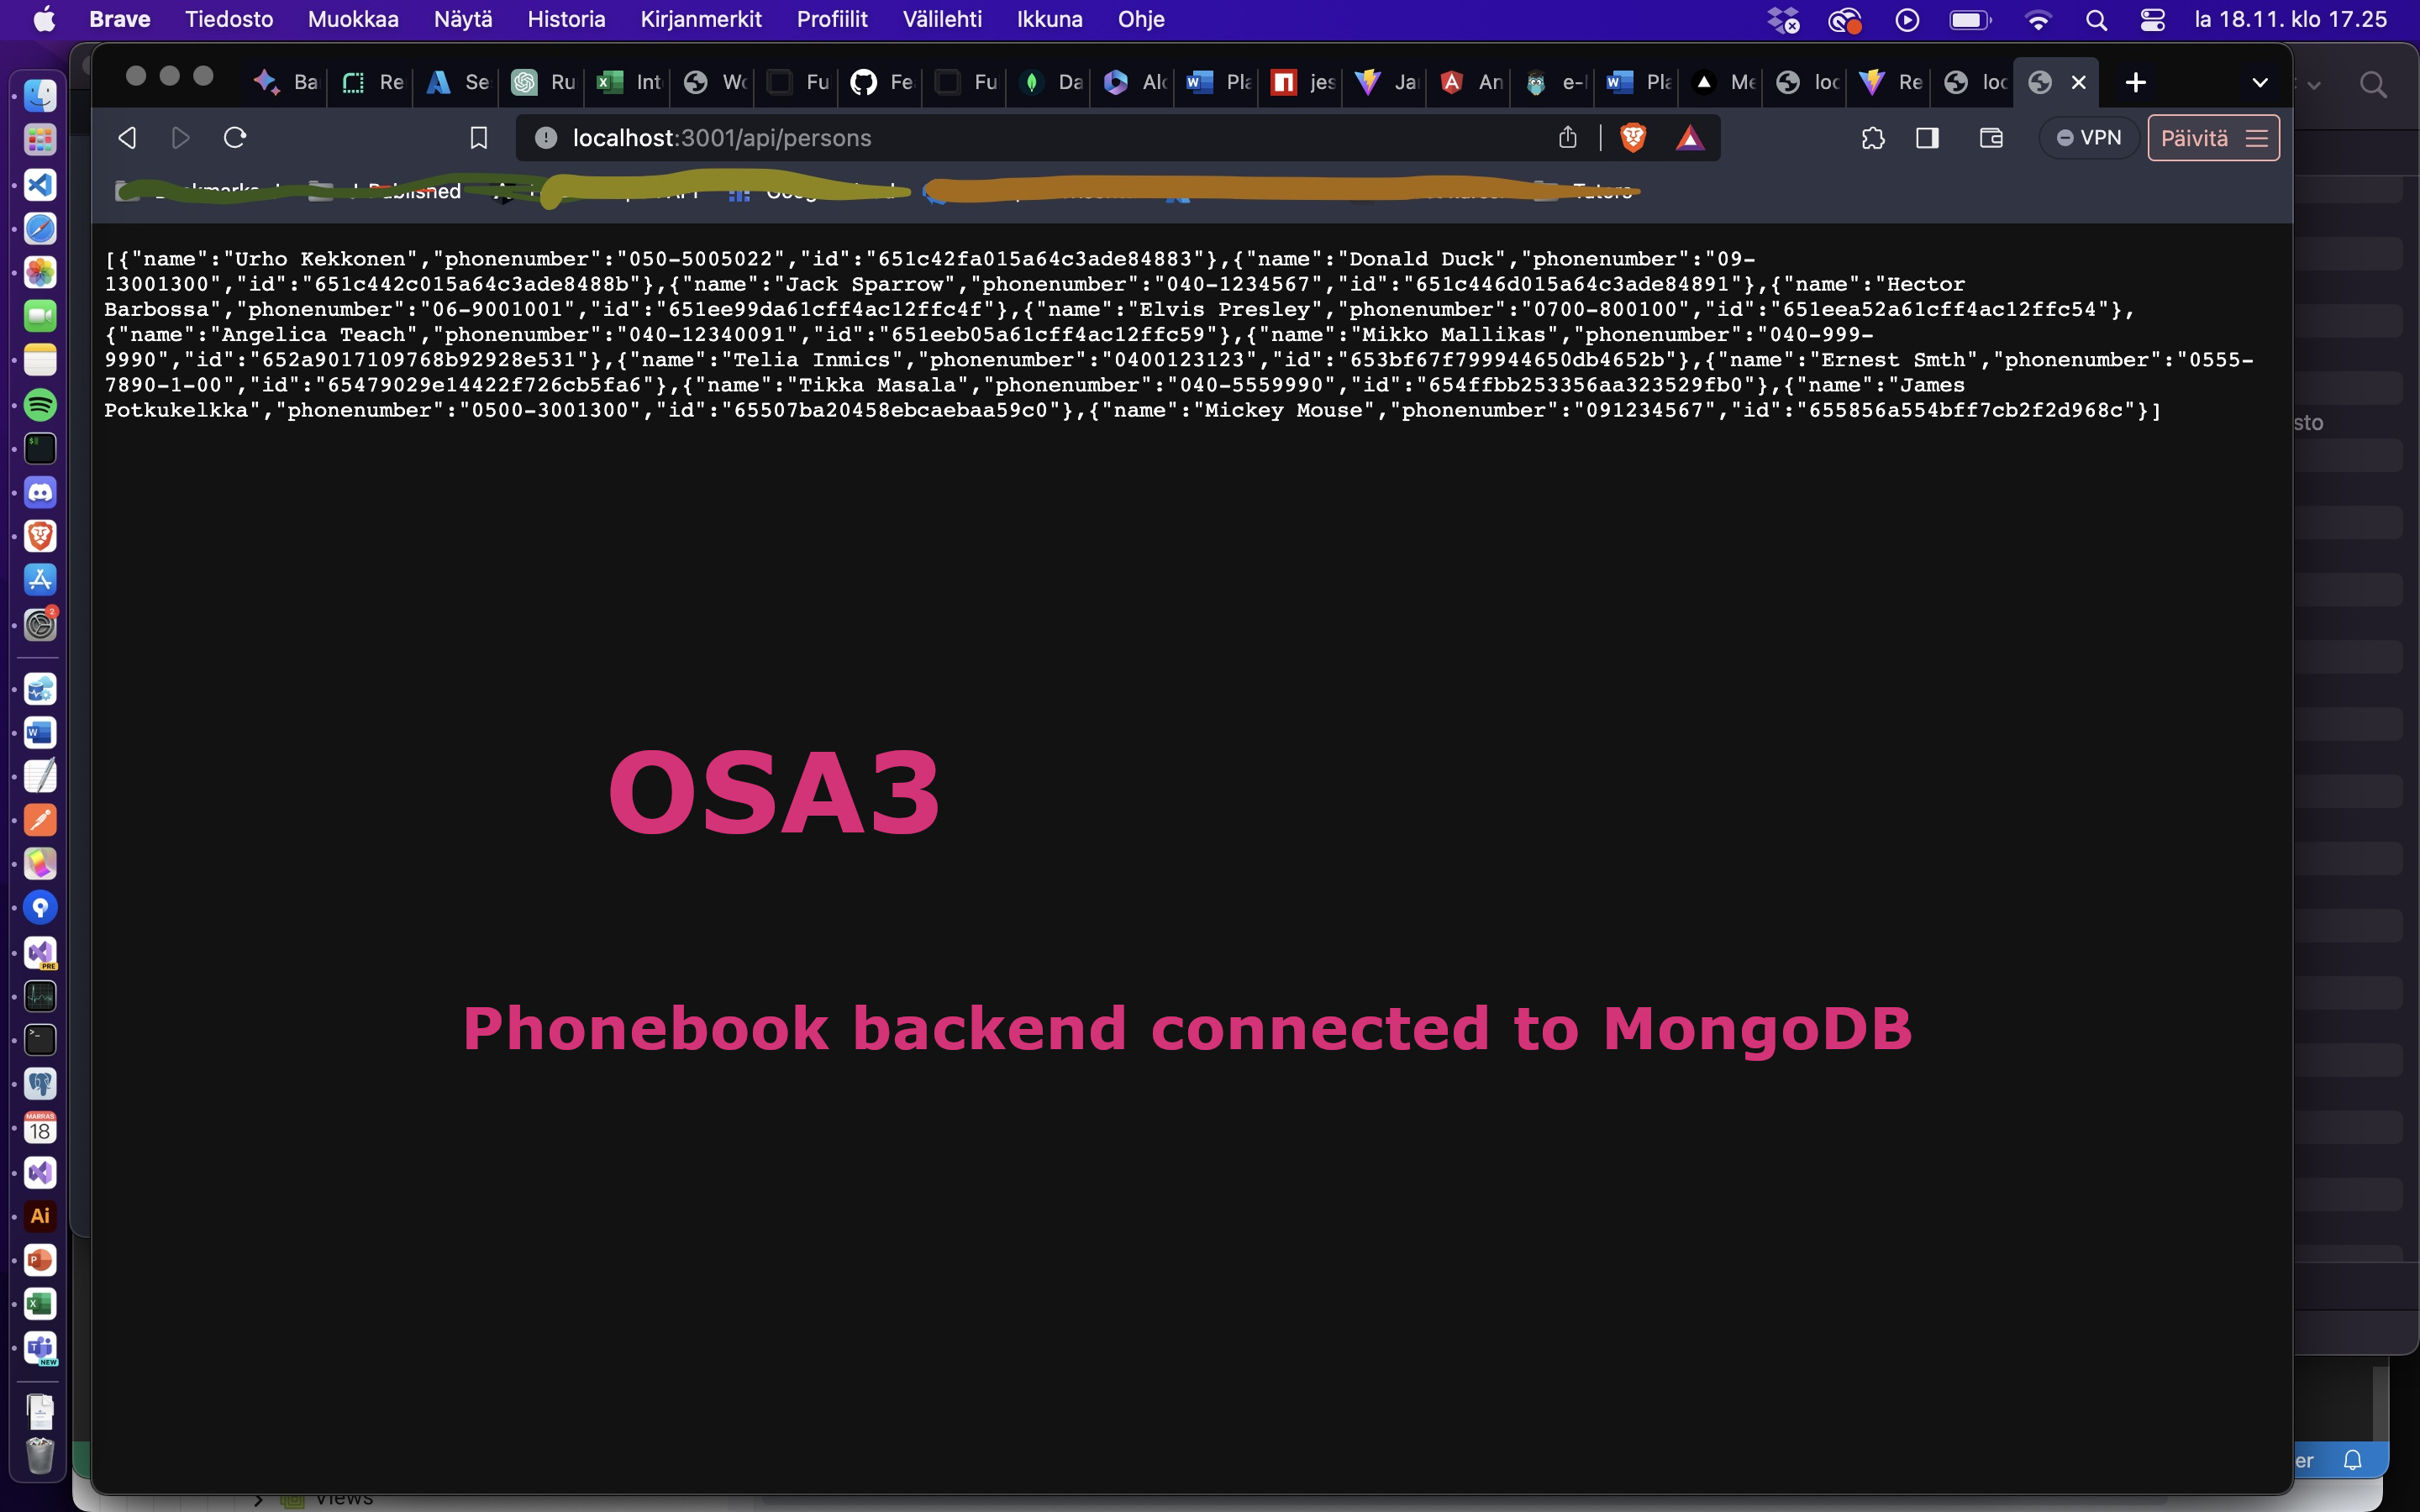 Brave Tiedosto Muokkaa Näytä Historia Kirjanmerkit Profiilit Välilehti Ikkuna Ohje la 18.11. klo 17.25
Ba Re Se Ru Int Wo Fu Fe Fu Da Alo Pla jes Ja An e-l Pla Me loc Re loc
localhost:3001/api/persons VPN Päivitä
Published Tutors
[{"name":"Urho Kekkonen","phonenumber":"050-5005022","id":"651c42fa015a64c3ade84883"},{"name":"Donald Duck","phonenumber":"09-
13001300","id":"651c442c015a64c3ade8488b"},{"name":"Jack Sparrow","phonenumber":"040-1234567","id":"651c446d015a64c3ade84891"},{"name":"Hector
Barbossa","phonenumber":"06-9001001","id":"651ee99da61cff4ac12ffc4f"},{"name":"Elvis Presley","phonenumber":"0700-800100","id":"651eea52a61cff4ac12ffc54"},
{"name":"Angelica Teach","phonenumber":"040-12340091","id":"651eeb05a61cff4ac12ffc59"},{"name":"Mikko Mallikas","phonenumber":"040-999-
9990","id":"652a9017109768b92928e531"},{"name":"Telia Inmics","phonenumber":"0400123123","id":"653bf67f799944650db4652b"},{"name":"Ernest Smth","phonenumber":"0555-
7890-1-00","id":"65479029e14422f726cb5fa6"},{"name":"Tikka Masala","phonenumber":"040-5559990","id":"654ffbb253356aa323529fb0"},{"name":"James
Potkukelkka","phonenumber":"0500-3001300","id":"65507ba20458ebcaebaa59c0"},{"name":"Mickey Mouse","phonenumber":"091234567","id":"655856a554bff7cb2f2d968c"}]
sto
OSA3
Phonebook backend connected to MongoDB
2
PRE
MARRAS
18
Ai
NEW
er
Views